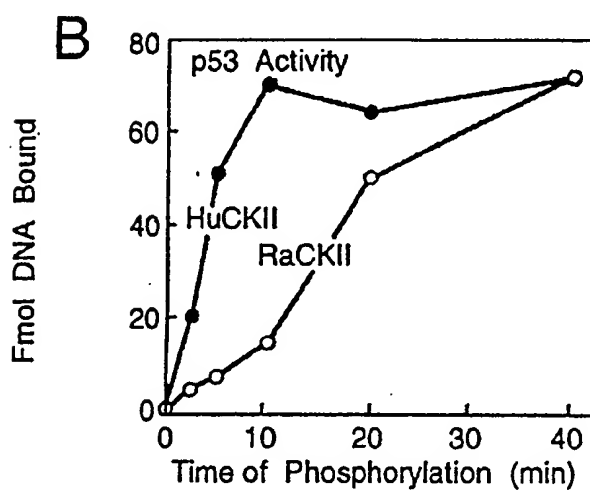 B
80
p53 Activity
60
HuCKII
40
RaCKII
20
0
Fmol DNA Bound
0 10 20 30 40
Time of Phosphorylation (min)